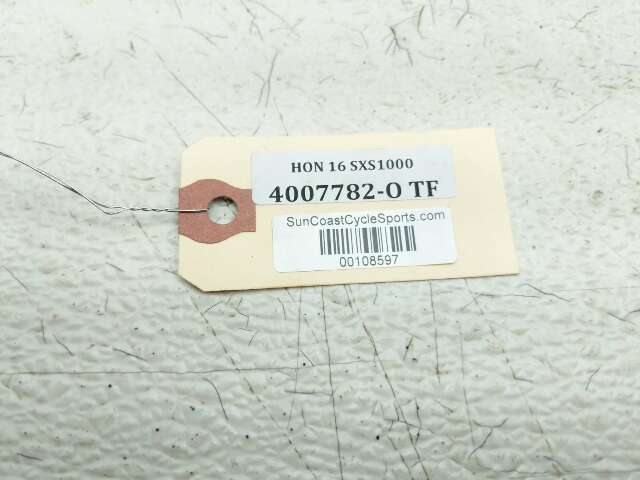 HON 16 SXS1000
4007782-O TF
SunCoastCycleSports.com
00108597